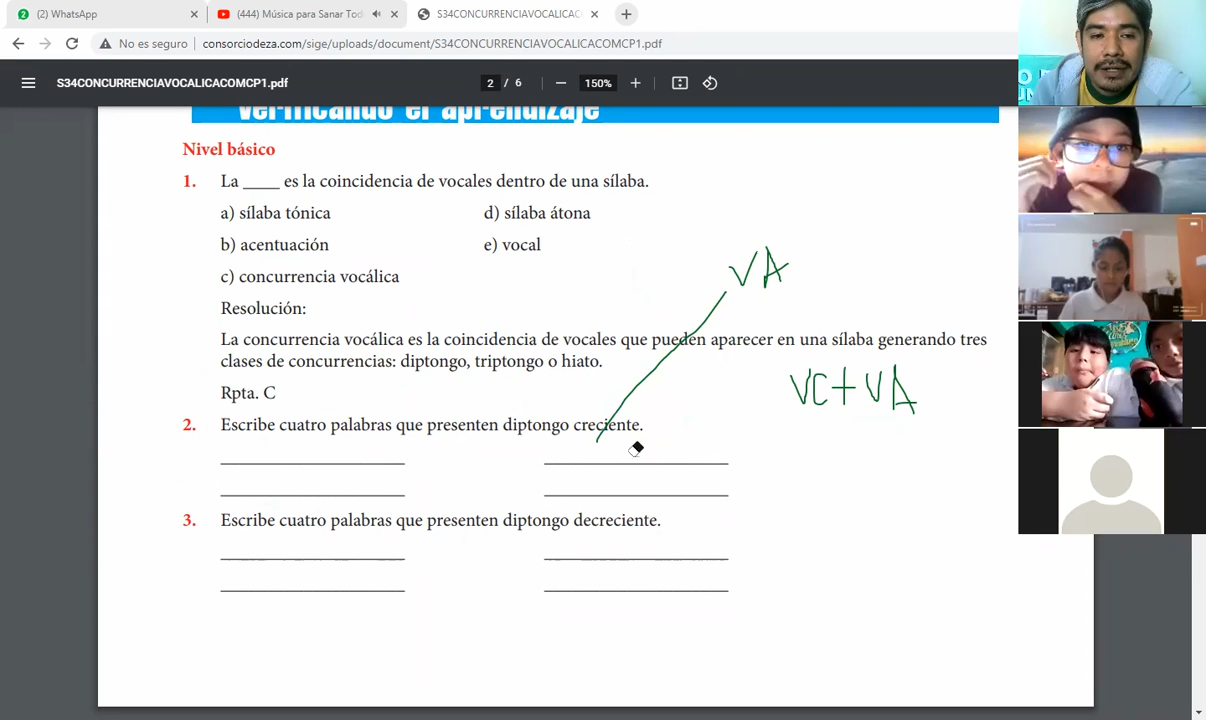 (2) WhatsApp
(444) Música para Sanar Tod
S34CONCURRENCIAVOCALICAC
No es seguro
consorciodeza.com/sige/uploads/document/S34CONCURRENCIAVOCALICACOMCP1.pdf
S34CONCURRENCIAVOCALICACOMCP1.pdf
2 / 6
150%
Verificando el aprendizaje
Nivel básico
1. La ____ es la coincidencia de vocales dentro de una sílaba.
a) sílaba tónica
d) sílaba átona
b) acentuación
e) vocal
c) concurrencia vocálica
Resolución:
La concurrencia vocálica es la coincidencia de vocales que pueden aparecer en una sílaba generando tres
clases de concurrencias: diptongo, triptongo o hiato.
Rpta. C
VA
VC+VA
2. Escribe cuatro palabras que presenten diptongo creciente.
3. Escribe cuatro palabras que presenten diptongo decreciente.